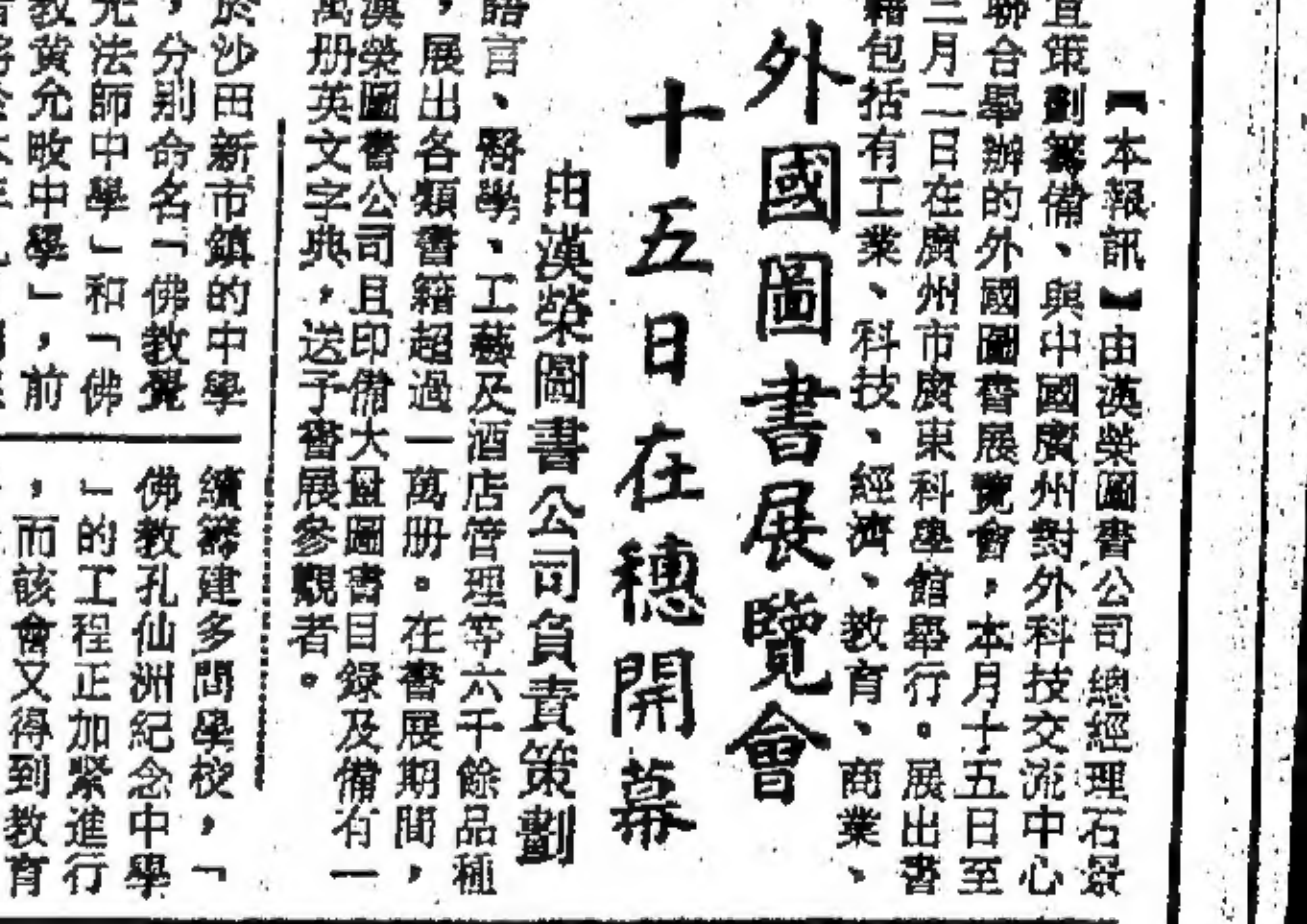 外國圖書展覽會
十五日在穗開幕
由漢榮圖書公司負責策劃
【本報訊】由漢榮圖書公司總經理石景
宜策劃籌備、與中國廣州對外科技交流中心
聯合舉辦的外國圖書展覽會,本月十五日至
三月二日在廣州市廣東科學館舉行。展出書
籍包括有工業、科技、經濟、教育、商業、
語言、醫學、工藝及酒店管理等六千餘品種
,展出各類書籍超過一萬册。在書展期間,
漢榮圖書公司且印備大量圖書目錄及備有一
萬册英文字典,送予書展參觀者。
於沙田新市鎮的中學
,分別命名「佛教覺
光法師中學」和「佛
教黃允畋中學」,前
續籌建多間學校,「
佛教孔仙洲紀念中學
」的工程正加緊進行
,而該會又得到教育